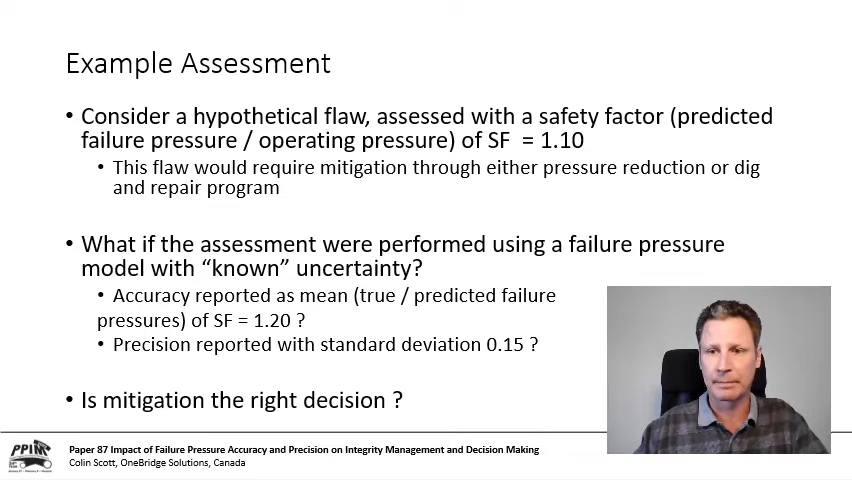 Example Assessment
• Consider a hypothetical flaw, assessed with a safety factor (predicted
failure pressure / operating pressure) of SF = 1.10
• This flaw would require mitigation through either pressure reduction or dig
and repair program
• What if the assessment were performed using a failure pressure
model with “known” uncertainty?
• Accuracy reported as mean (true / predicted failure
pressures) of SF = 1.20 ?
• Precision reported with standard deviation 0.15 ?
• Is mitigation the right decision ?
PPIM
Paper 87 Impact of Failure Pressure Accuracy and Precision on Integrity Management and Decision Making
Colin Scott, OneBridge Solutions, Canada